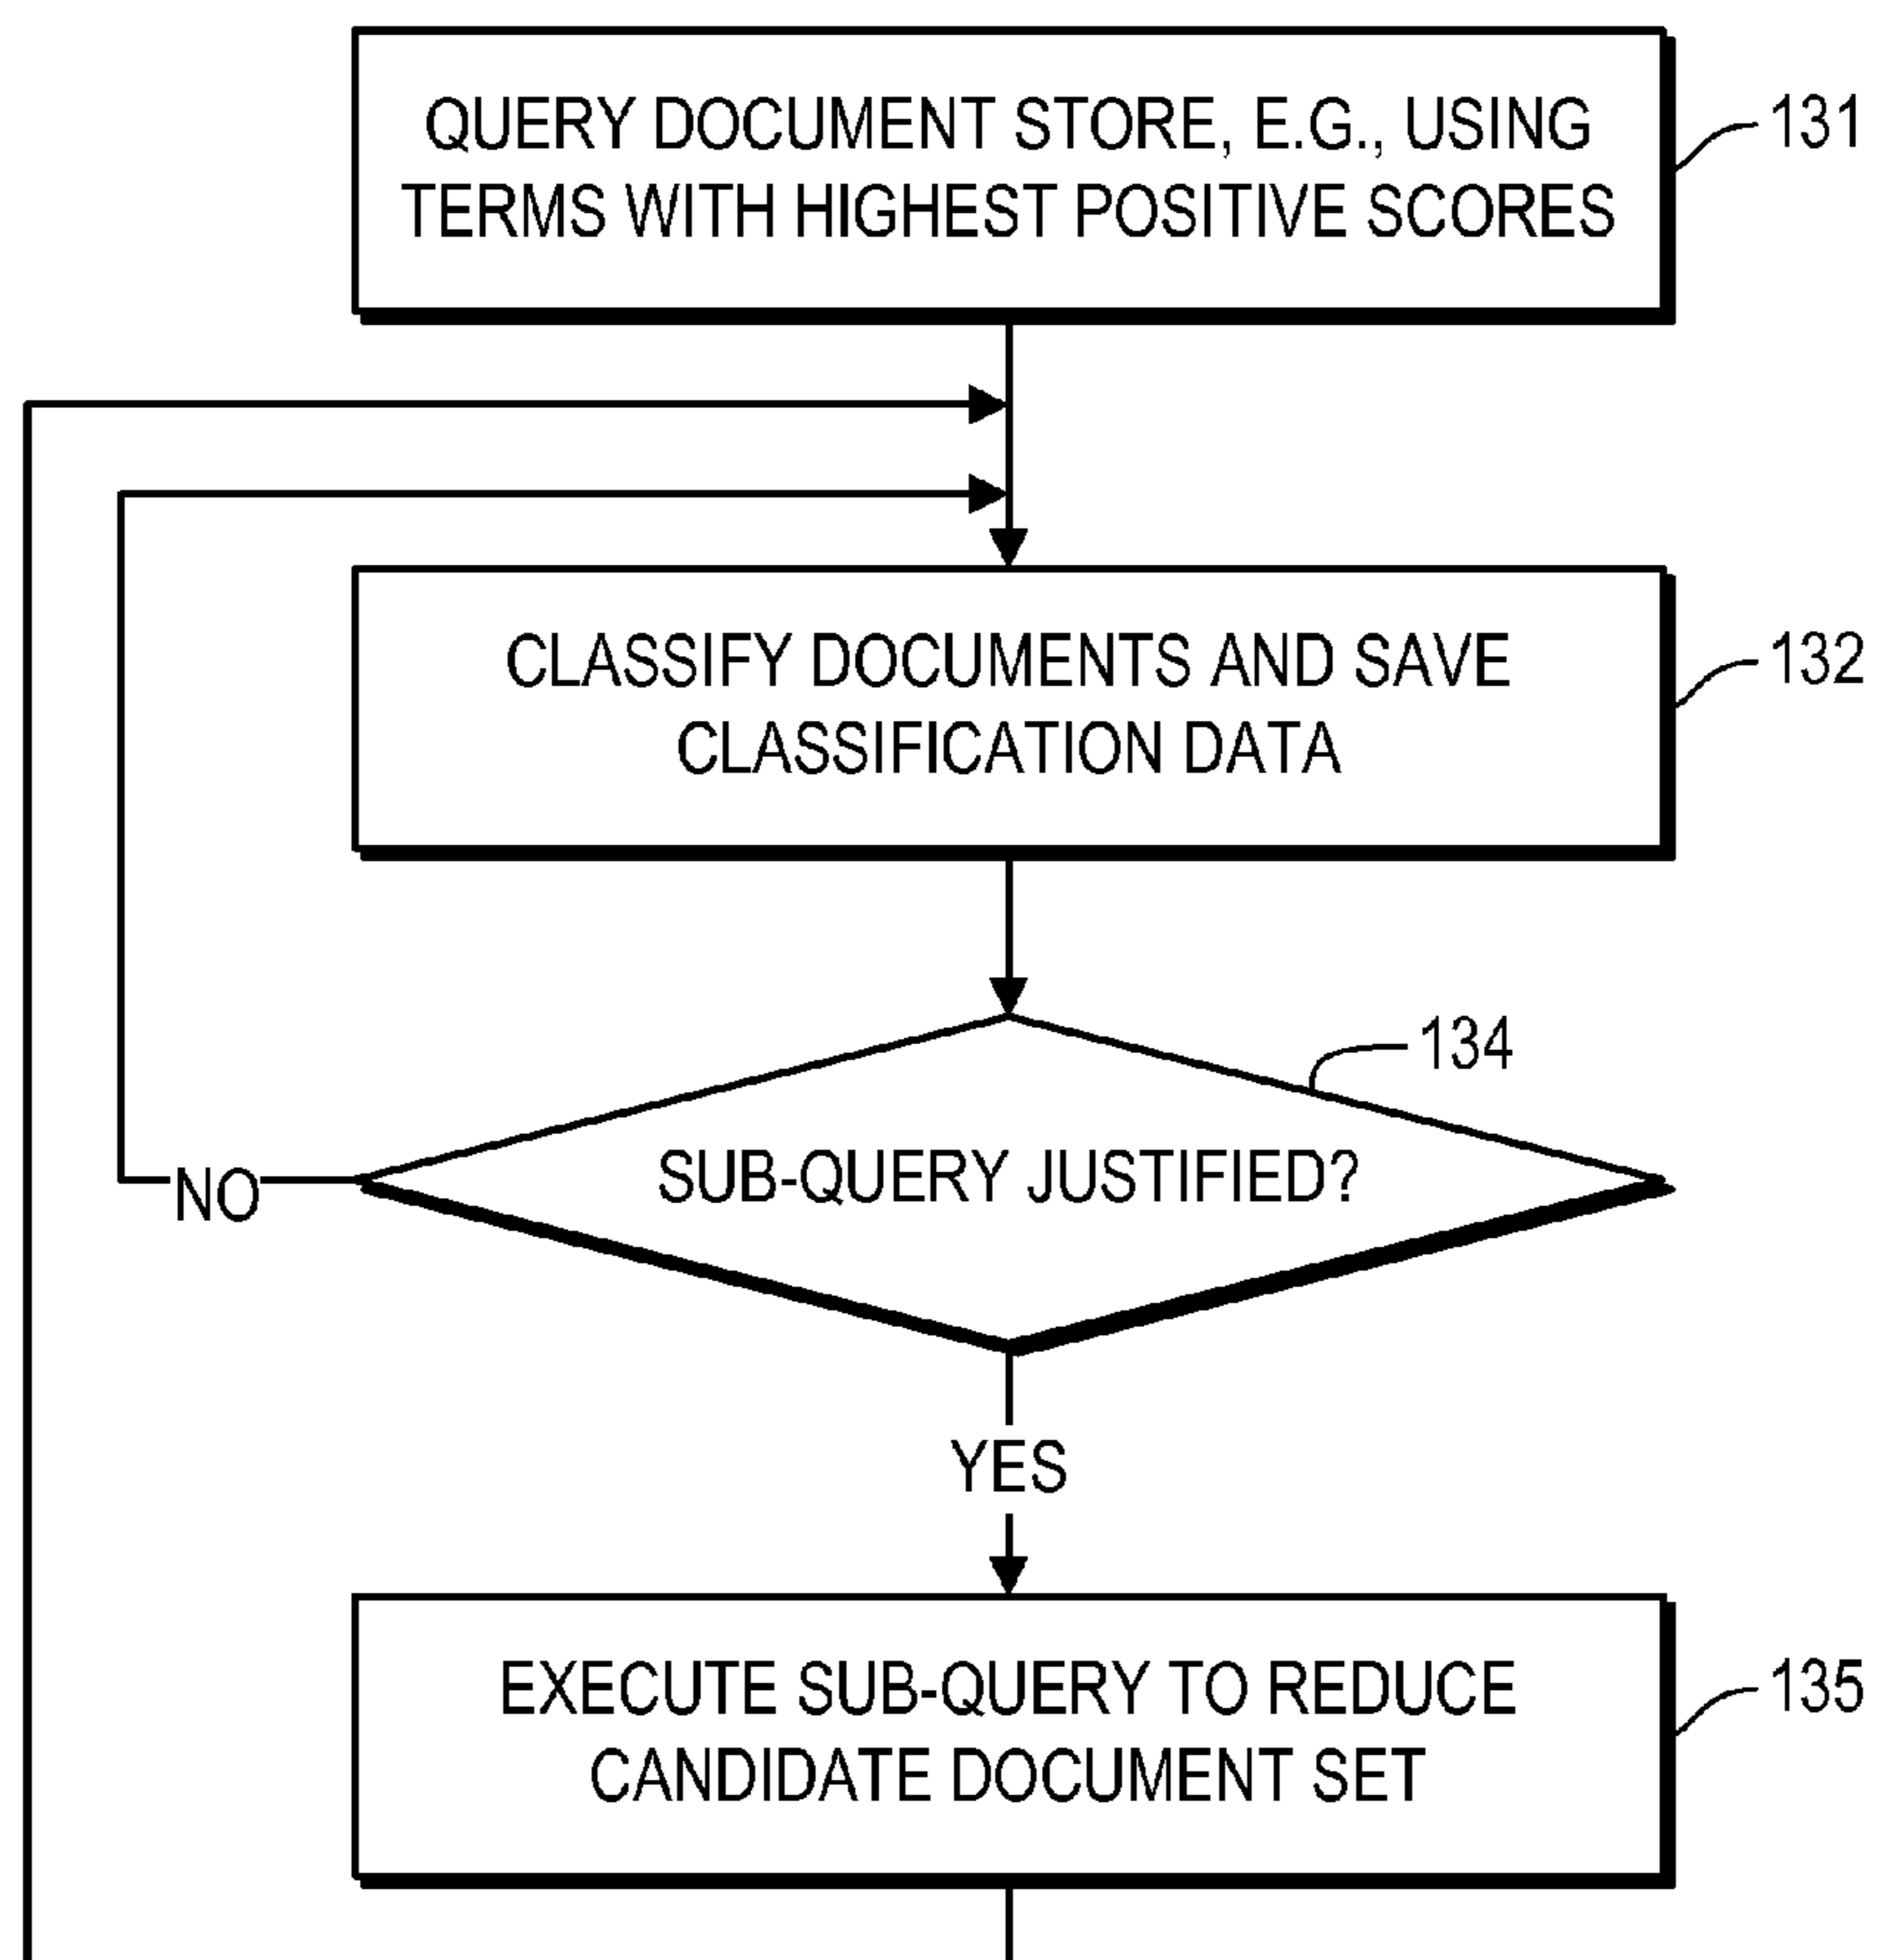 QUERY DOCUMENT STORE, E.G., USING
TERMS WITH HIGHEST POSITIVE SCORES
131
CLASSIFY DOCUMENTS AND SAVE
CLASSIFICATION DATA
132
134
SUB-QUERY JUSTIFIED?
NO
YES
EXECUTE SUB-QUERY TO REDUCE
CANDIDATE DOCUMENT SET
135